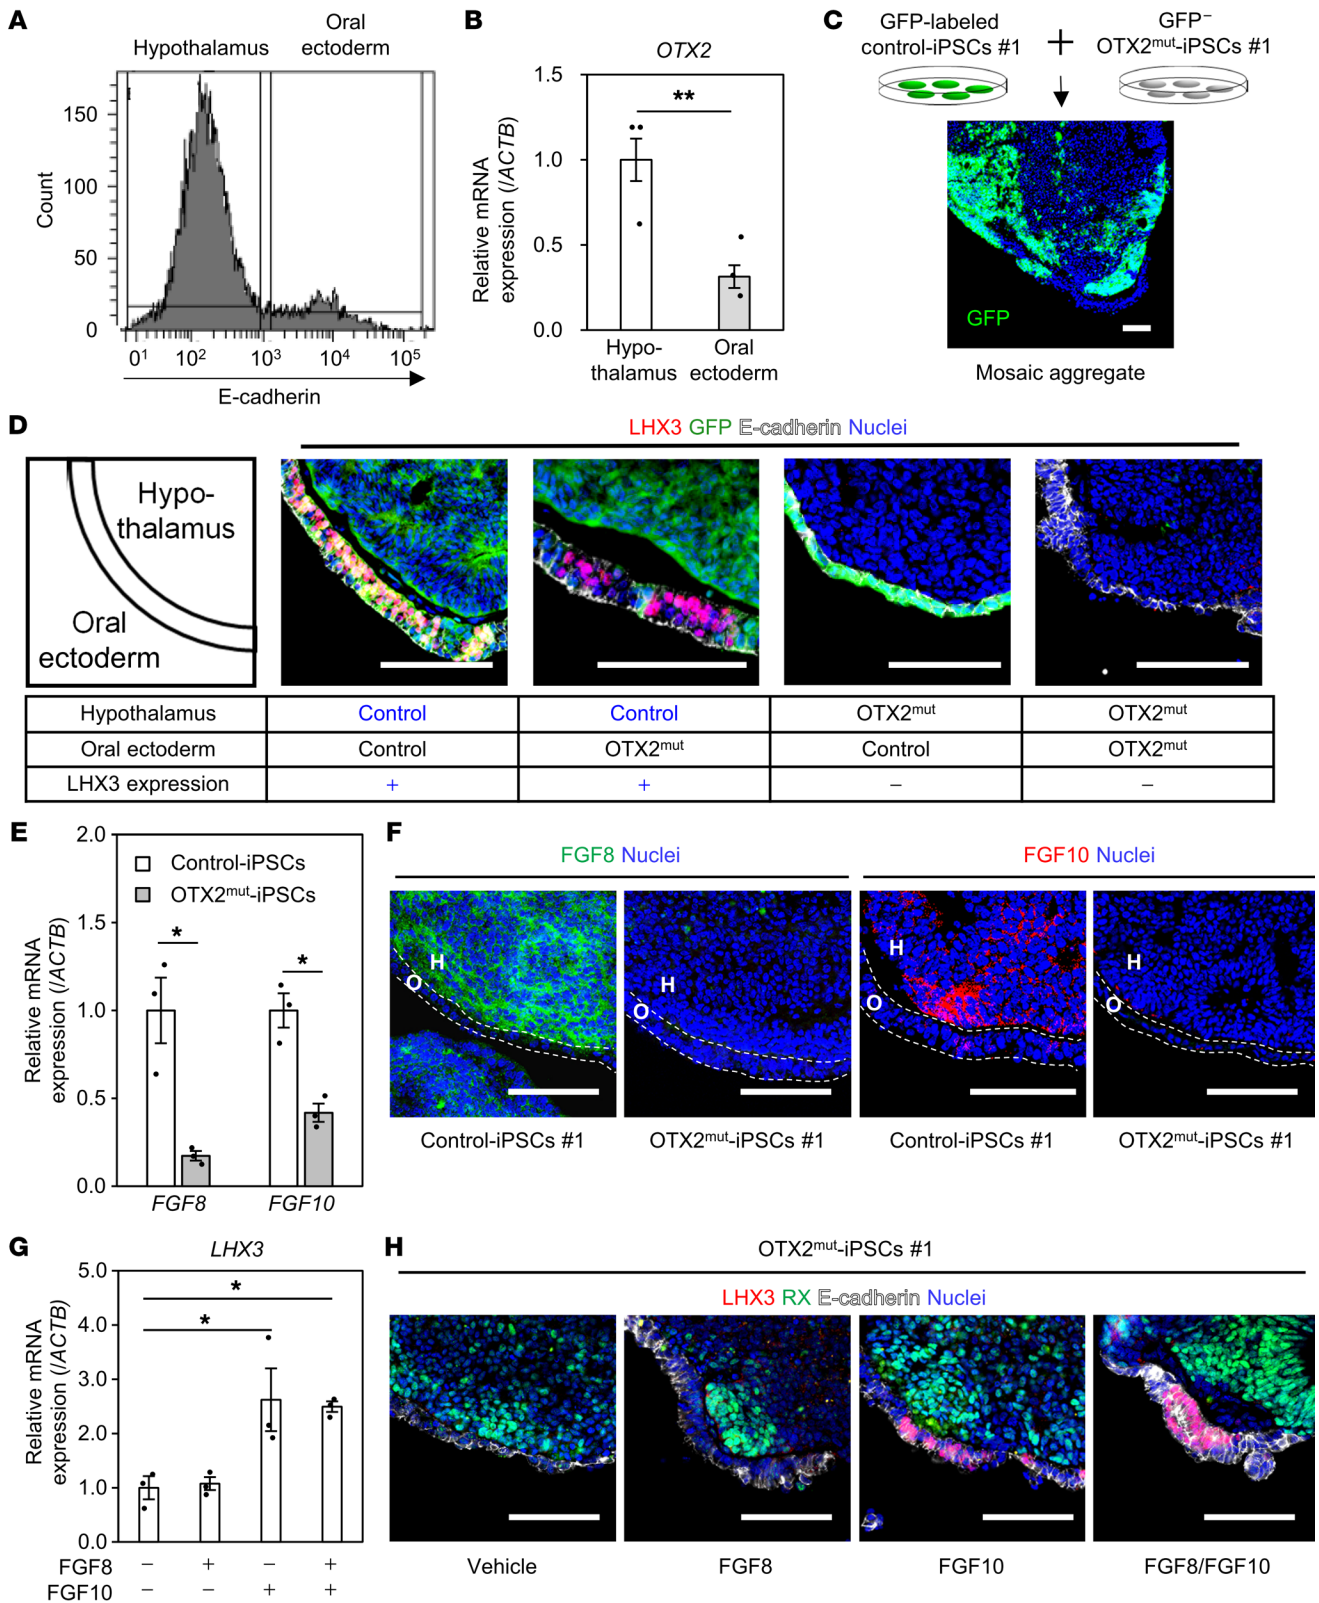 A
Hypothalamus
Oral
ectoderm
Count
150
100
50
0
0¹ 10² 10³ 10⁴ 10⁵
E-cadherin
B
OTX2
Relative mRNA
expression (/ACTB)
1.5
1.0
0.5
0.0
**
Hypo-
thalamus
Oral
ectoderm
C
GFP-labeled
control-iPSCs #1
+
GFP⁻
OTX2ᵐᵘᵗ-iPSCs #1
GFP
Mosaic aggregate
D
LHX3 GFP E-cadherin Nuclei
Hypo-
thalamus
Oral
ectoderm
Hypothalamus Control Control OTX2ᵐᵘᵗ OTX2ᵐᵘᵗ
Oral ectoderm Control OTX2ᵐᵘᵗ Control OTX2ᵐᵘᵗ
LHX3 expression + + − −
E
Relative mRNA
expression (/ACTB)
2.0
1.5
1.0
0.5
0.0
Control-iPSCs
OTX2ᵐᵘᵗ-iPSCs
*
*
FGF8 FGF10
F
FGF8 Nuclei
FGF10 Nuclei
H
O
H
O
H
O
H
O
Control-iPSCs #1
OTX2ᵐᵘᵗ-iPSCs #1
Control-iPSCs #1
OTX2ᵐᵘᵗ-iPSCs #1
G
LHX3
Relative mRNA
expression (/ACTB)
5.0
4.0
3.0
2.0
1.0
0.0
*
*
FGF8 − + − +
FGF10 − − + +
H
OTX2ᵐᵘᵗ-iPSCs #1
LHX3 RX E-cadherin Nuclei
Vehicle
FGF8
FGF10
FGF8/FGF10